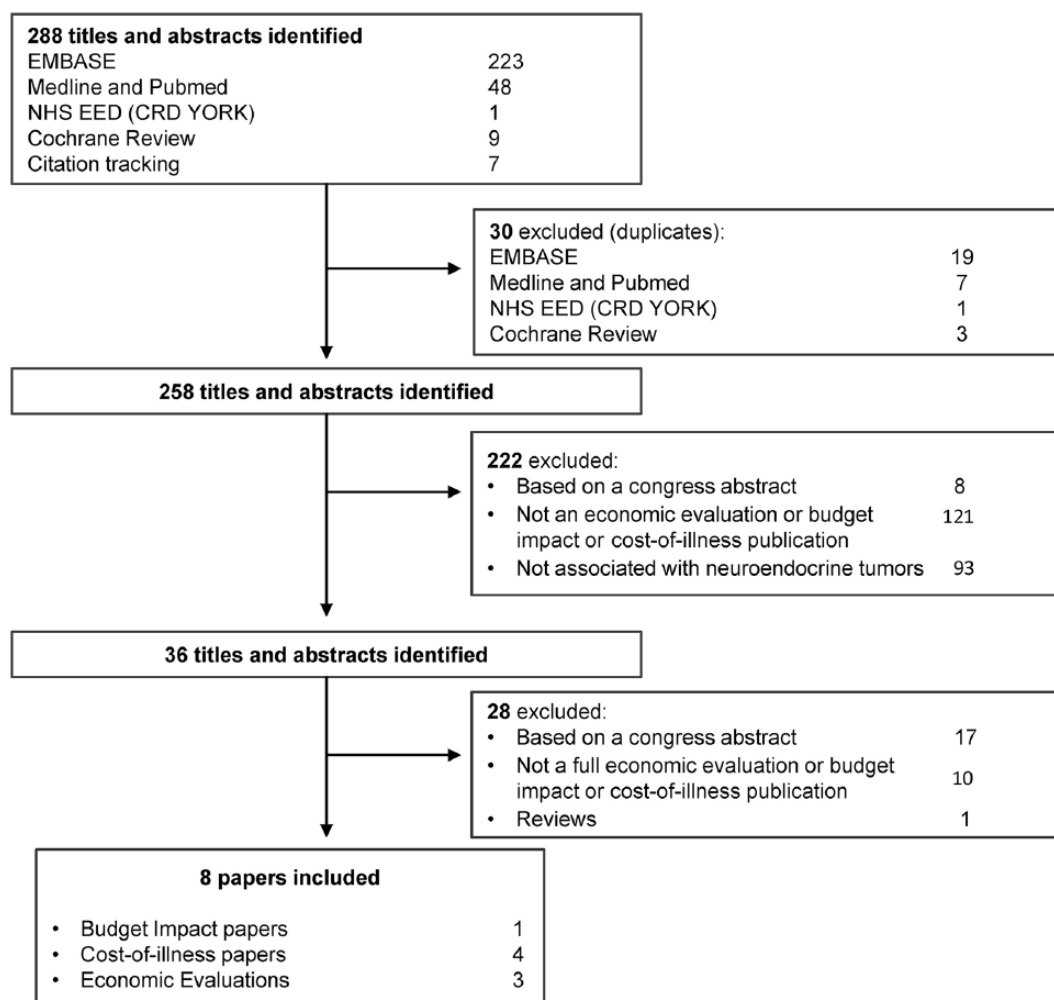 288 titles and abstracts identified
EMBASE 223
Medline and Pubmed 48
NHS EED (CRD YORK) 1
Cochrane Review 9
Citation tracking 7
30 excluded (duplicates):
EMBASE 19
Medline and Pubmed 7
NHS EED (CRD YORK) 1
Cochrane Review 3
258 titles and abstracts identified
222 excluded:
• Based on a congress abstract 8
• Not an economic evaluation or budget 121
impact or cost-of-illness publication
• Not associated with neuroendocrine tumors 93
36 titles and abstracts identified
28 excluded:
• Based on a congress abstract 17
• Not a full economic evaluation or budget 10
impact or cost-of-illness publication
• Reviews 1
8 papers included
• Budget Impact papers 1
• Cost-of-illness papers 4
• Economic Evaluations 3